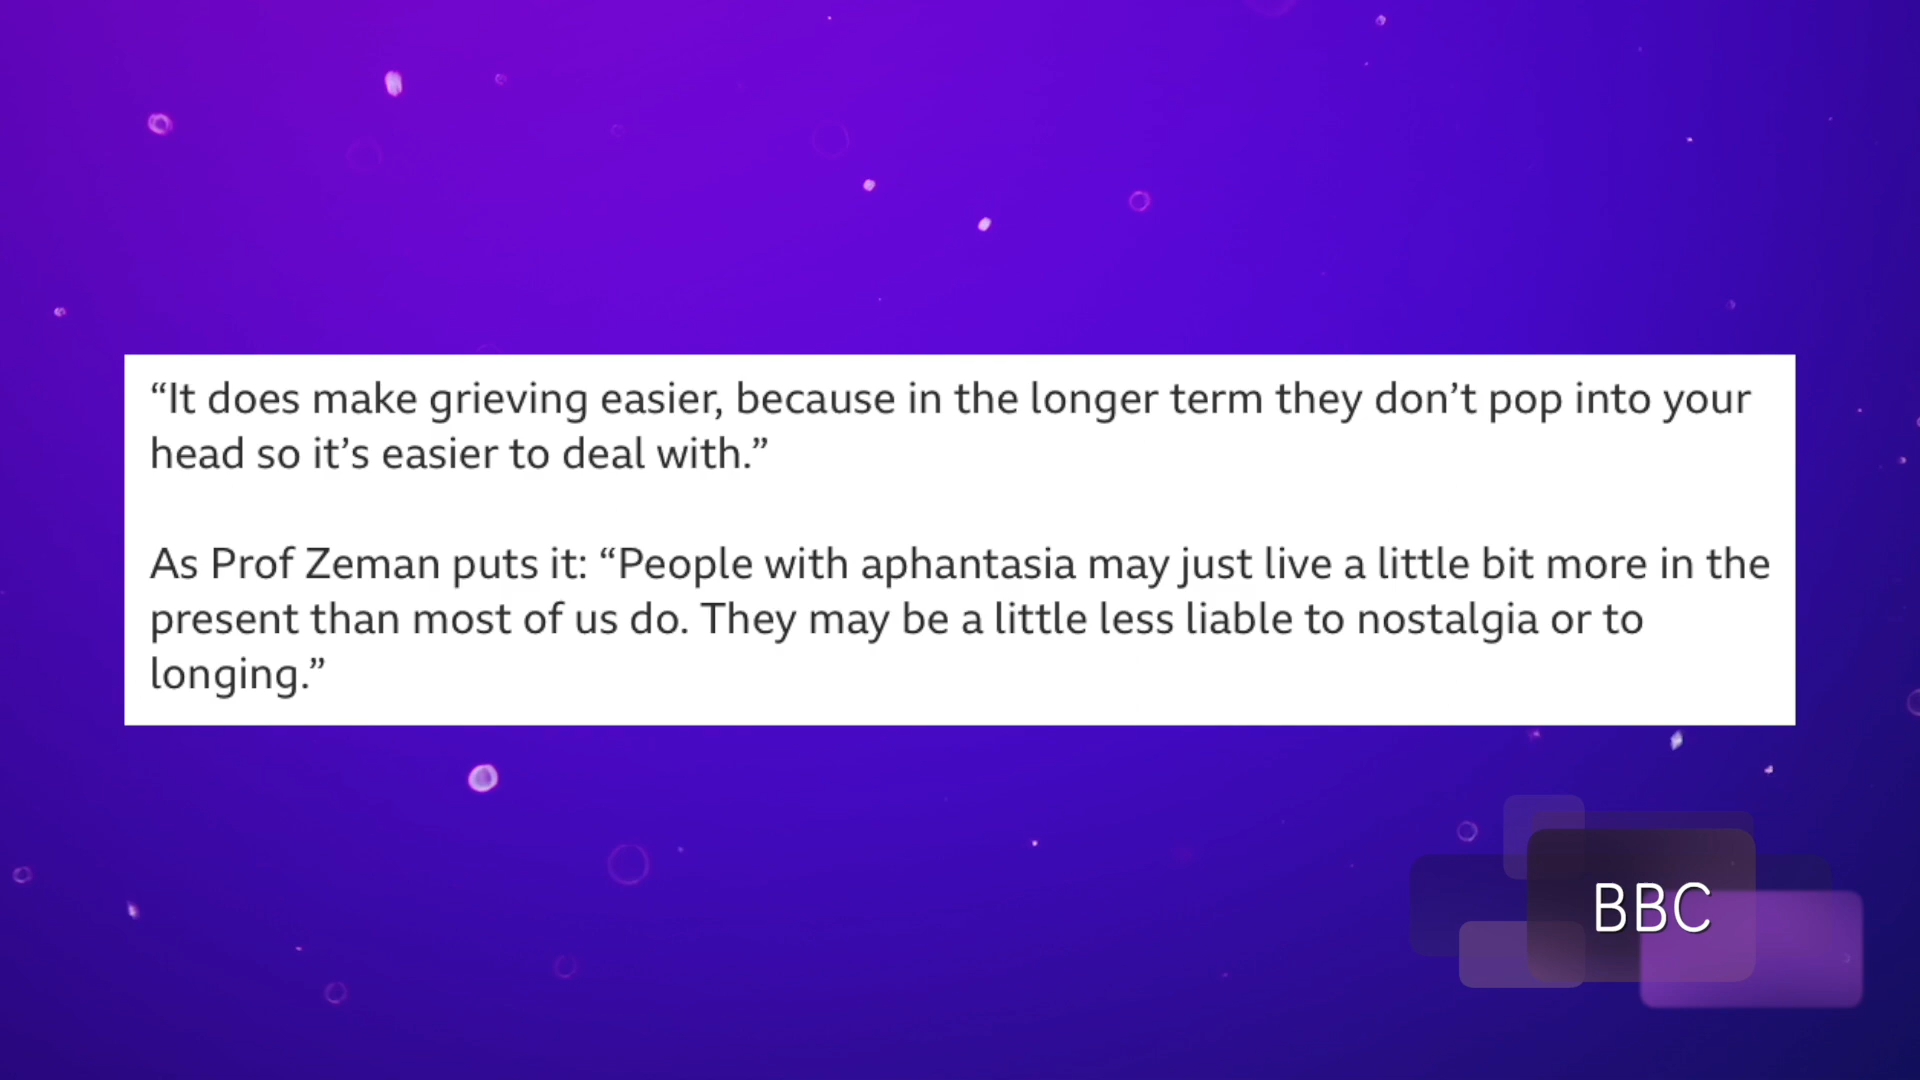 “It does make grieving easier, because in the longer term they don’t pop into your
head so it’s easier to deal with.”
As Prof Zeman puts it: “People with aphantasia may just live a little bit more in the
present than most of us do. They may be a little less liable to nostalgia or to
longing.”
BBC